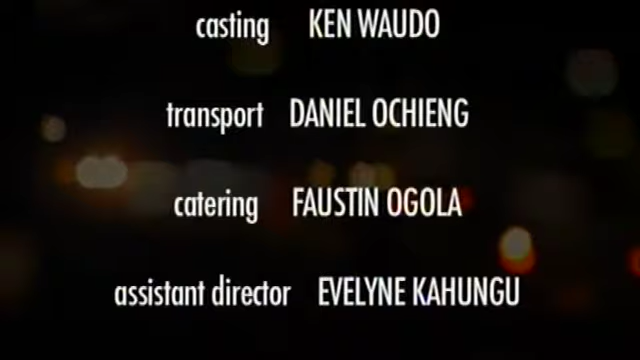 casting KEN WAUDO
transport DANIEL OCHIENG
catering FAUSTIN OGOLA
assistant director EVELYNE KAHUNGU